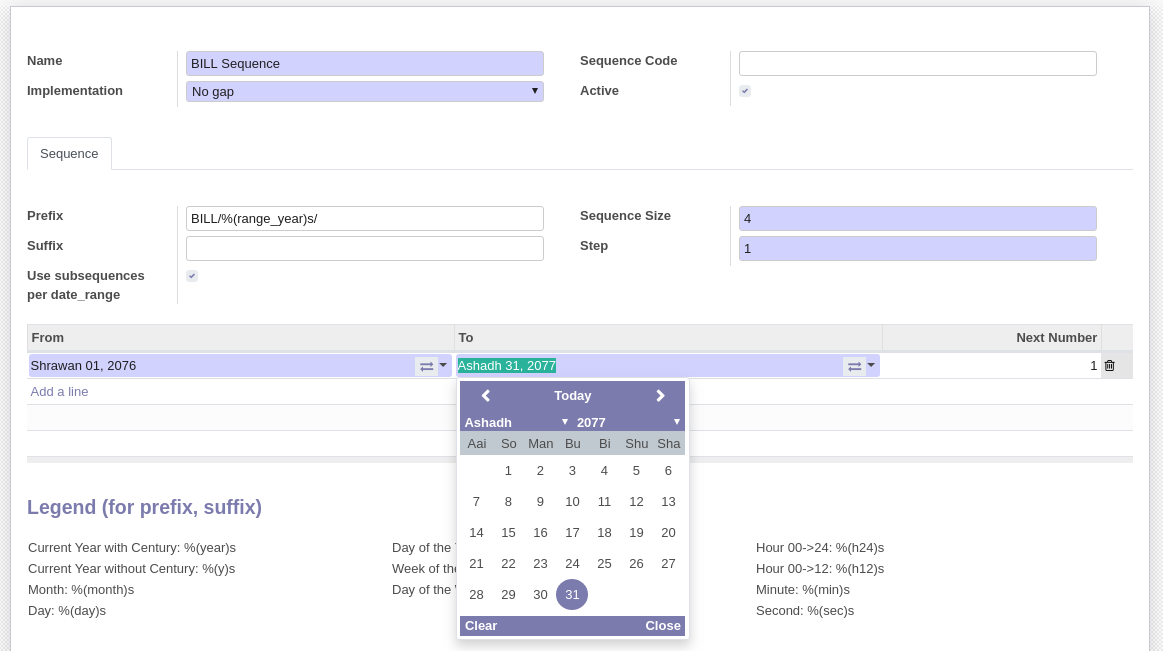 Name
BILL Sequence
Sequence Code
Implementation
No gap
Active
Sequence
Prefix
BILL/%(range_year)s/
Sequence Size
4
Suffix
Step
1
Use subsequences
per date_range
From To Next Number
Shrawan 01, 2076 Ashadh 31, 2077 1
Add a line
Today
Ashadh 2077
Aai So Man Bu Bi Shu Sha
1 2 3 4 5 6
7 8 9 10 11 12 13
14 15 16 17 18 19 20
21 22 23 24 25 26 27
28 29 30 31
Clear Close
Legend (for prefix, suffix)
Current Year with Century: %(year)s
Current Year without Century: %(y)s
Month: %(month)s
Day: %(day)s
Day of the
Week of the
Day of the
Hour 00->24: %(h24)s
Hour 00->12: %(h12)s
Minute: %(min)s
Second: %(sec)s